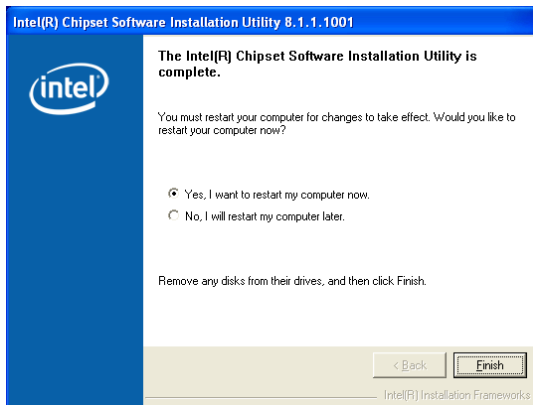 Intel(R) Chipset Software Installation Utility 8.1.1.1001
intel
The Intel(R) Chipset Software Installation Utility is
complete.
You must restart your computer for changes to take effect. Would you like to
restart your computer now?
Yes, I want to restart my computer now.
No, I will restart my computer later.
Remove any disks from their drives, and then click Finish.
< Back
Finish
Intel(R) Installation Frameworks